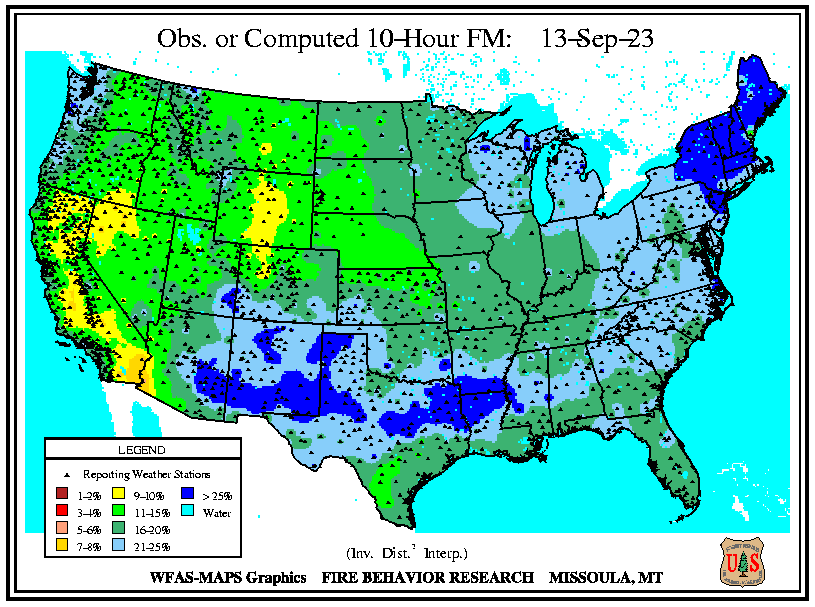 Obs. or Computed 10-Hour FM: 13-Sep-23
LEGEND
Reporting Weather Stations
1-2% 9-10% > 25%
3-4% 11-15% Water
5-6% 16-20%
7-8% 21-25%
(Inv. Dist.² Interp.)
WFAS-MAPS Graphics FIRE BEHAVIOR RESEARCH MISSOULA, MT
U S